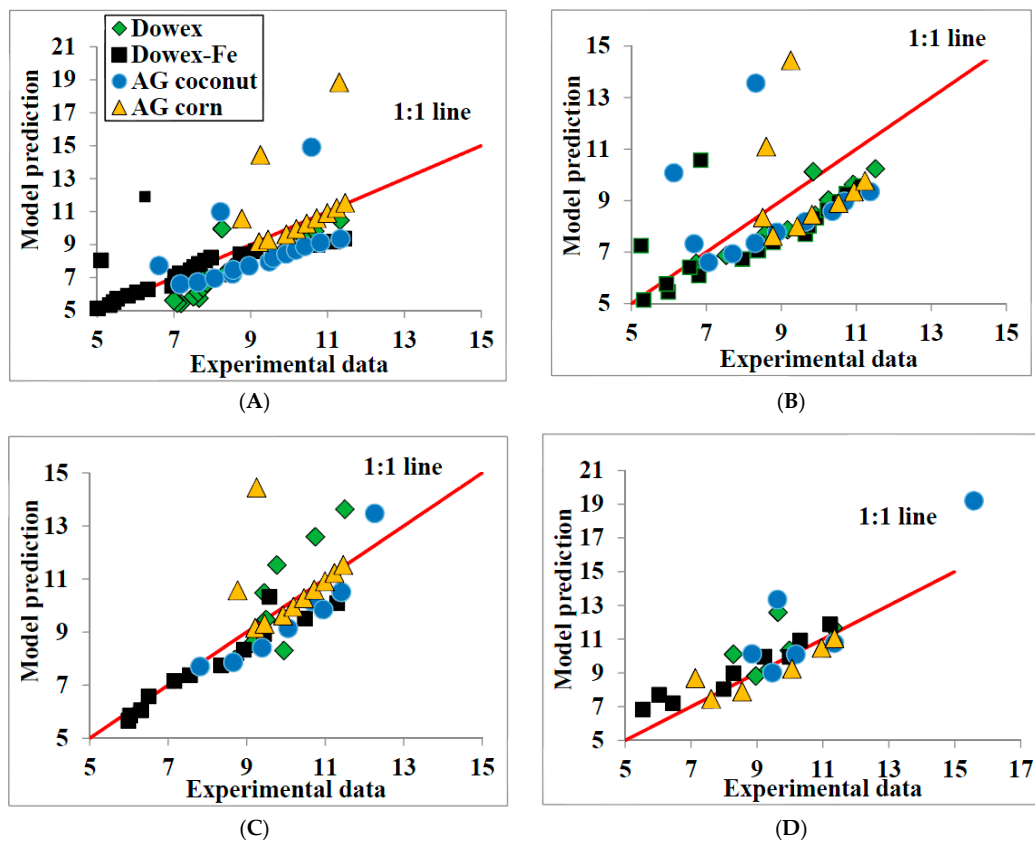 Dowex
Dowex-Fe
AG coconut
AG corn
1:1 line
Model prediction
21
19
17
15
13
11
9
7
5
5 7 9 11 13 15
Experimental data
(A)
1:1 line
Model prediction
15
13
11
9
7
5
5 7 9 11 13 15
Experimental data
(B)
1:1 line
Model prediction
15
13
11
9
7
5
5 7 9 11 13 15
Experimental data
(C)
1:1 line
Model prediction
21
19
17
15
13
11
9
7
5
5 7 9 11 13 15 17
Experimental data
(D)